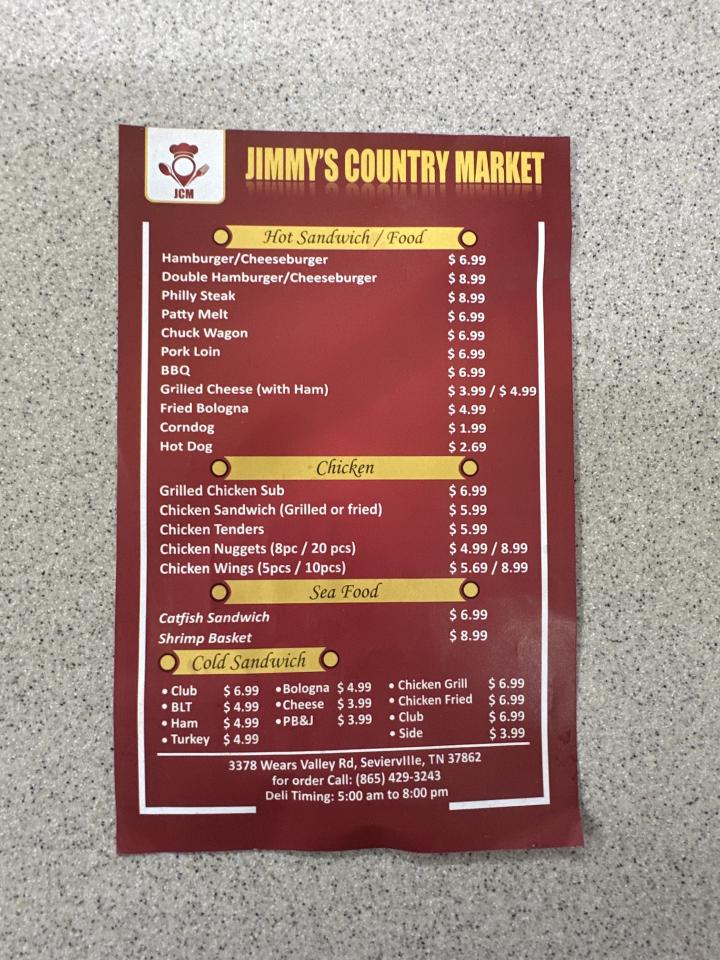 JCM
JIMMY'S COUNTRY MARKET
Hot Sandwich / Food
Hamburger/Cheeseburger $ 6.99
Double Hamburger/Cheeseburger $ 8.99
Philly Steak $ 8.99
Patty Melt $ 6.99
Chuck Wagon $ 6.99
Pork Loin $ 6.99
BBQ $ 6.99
Grilled Cheese (with Ham) $ 3.99 / $ 4.99
Fried Bologna $ 4.99
Corndog $ 1.99
Hot Dog $ 2.69
Chicken
Grilled Chicken Sub $ 6.99
Chicken Sandwich (Grilled or fried) $ 5.99
Chicken Tenders $ 5.99
Chicken Nuggets (8pc / 20 pcs) $ 4.99 / 8.99
Chicken Wings (5pcs / 10pcs) $ 5.69 / 8.99
Sea Food
Catfish Sandwich $ 6.99
Shrimp Basket $ 8.99
Cold Sandwich
• Club $ 6.99 • Bologna $ 4.99 • Chicken Grill $ 6.99
• BLT $ 4.99 • Cheese $ 3.99 • Chicken Fried $ 6.99
• Ham $ 4.99 • PB&J $ 3.99 • Club $ 6.99
• Turkey $ 4.99 • Side $ 3.99
3378 Wears Valley Rd, Sevierville, TN 37862
for order Call: (865) 429-3243
Deli Timing: 5:00 am to 8:00 pm